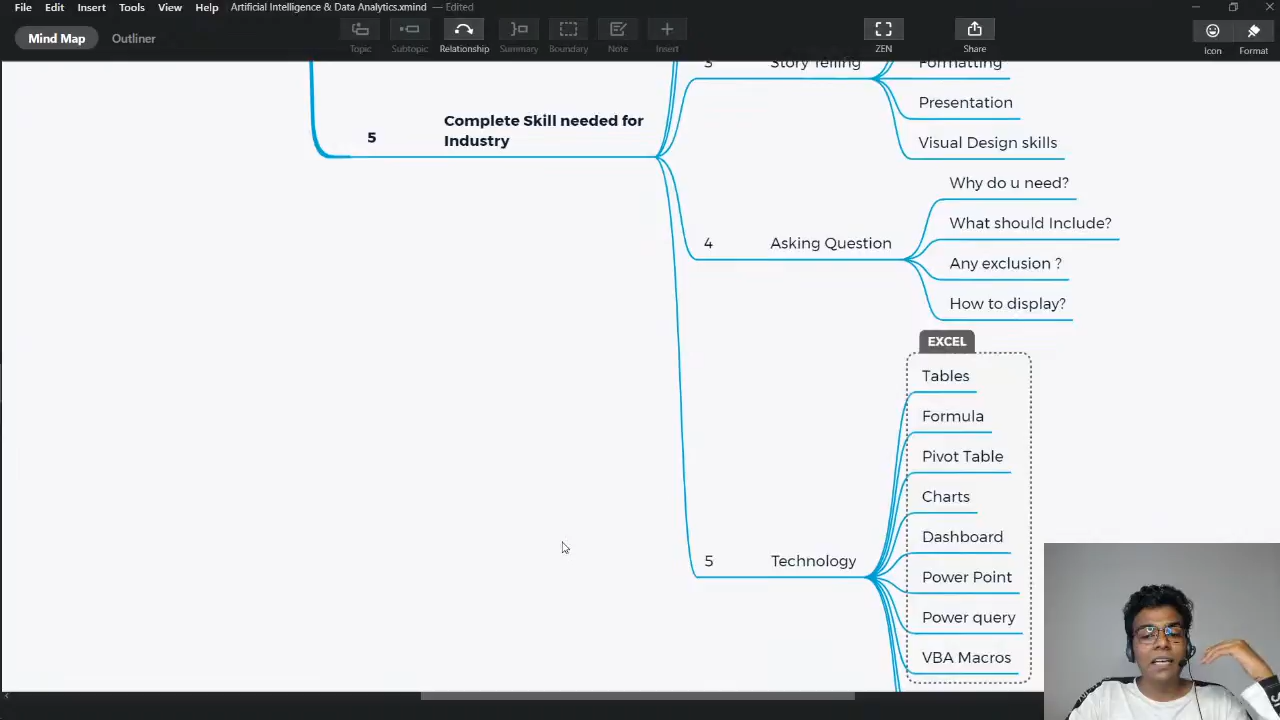 File Edit Insert Tools View Help Artificial Intelligence & Data Analytics.xmind — Edited
Mind Map Outliner
Topic Subtopic Relationship Summary Boundary Note Insert ZEN Share Icon Format
3 Story Telling
Formatting
Presentation
Visual Design skills
5 Complete Skill needed for
Industry
4 Asking Question
Why do u need?
What should Include?
Any exclusion ?
How to display?
5 Technology
EXCEL
Tables
Formula
Pivot Table
Charts
Dashboard
Power Point
Power query
VBA Macros